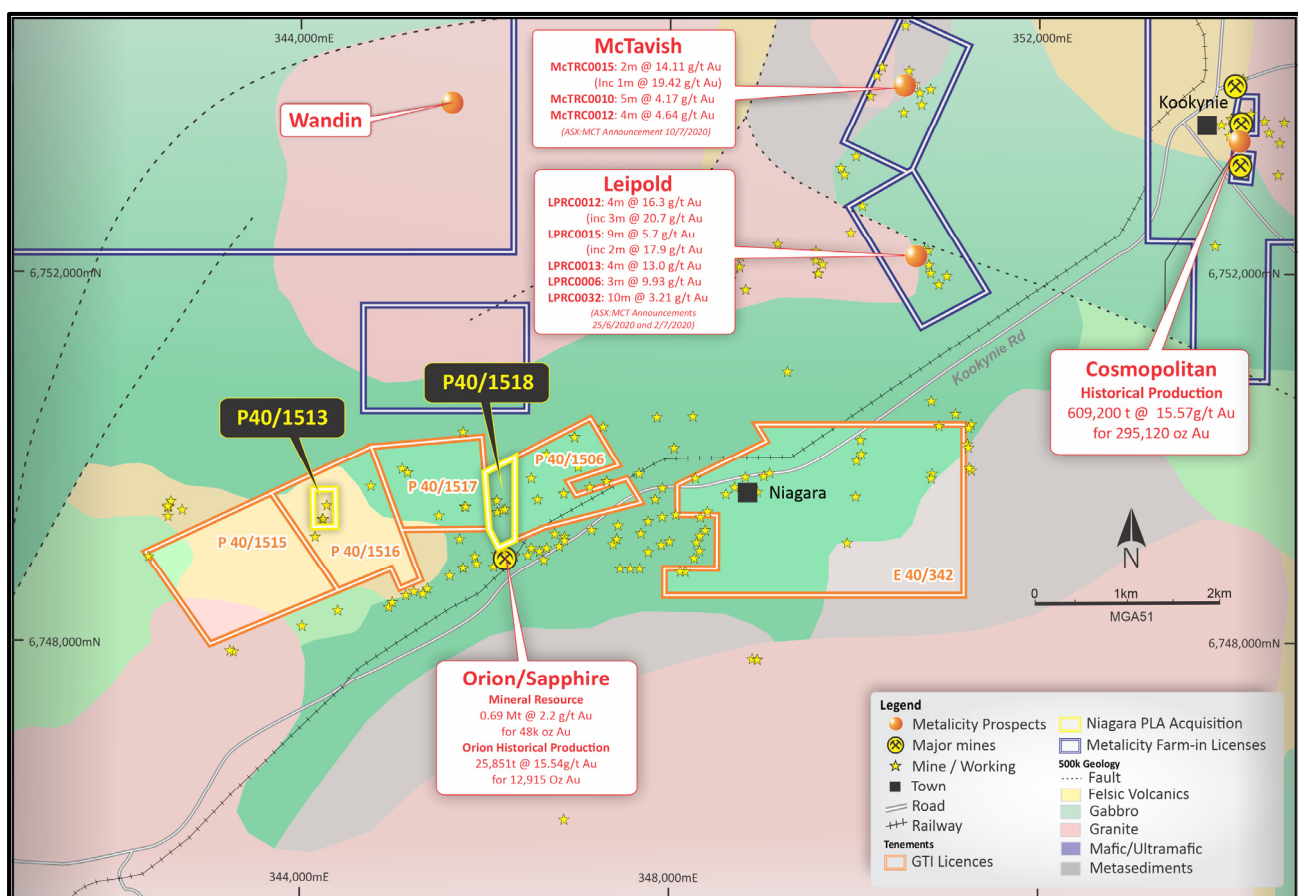 344,000mE
352,000mE
McTavish
McTRC0015: 2m @ 14.11 g/t Au
(Inc 1m @ 19.42 g/t Au)
McTRC0010: 5m @ 4.17 g/t Au
McTRC0012: 4m @ 4.64 g/t Au
(ASX:MCT Announcement 10/7/2020)
Wandin
Kookynie
Leipold
LPRC0012: 4m @ 16.3 g/t Au
(inc 3m @ 20.7 g/t Au
LPRC0015: 9m @ 5.7 g/t Au
(inc 2m @ 17.9 g/t Au
LPRC0013: 4m @ 13.0 g/t Au
LPRC0006: 3m @ 9.93 g/t Au
LPRC0032: 10m @ 3.21 g/t Au
(ASX:MCT Announcements
25/6/2020 and 2/7/2020)
6,752,000mN
6,752,000mN
Kookynie Rd
Cosmopolitan
Historical Production
609,200 t @ 15.57g/t Au
for 295,120 oz Au
P40/1518
P40/1513
P 40/1506
P 40/1517
Niagara
P 40/1515
P 40/1516
E 40/342
N
0 1km 2km
MGA51
6,748,000mN
6,748,000mN
Orion/Sapphire
Mineral Resource
0.69 Mt @ 2.2 g/t Au
for 48k oz Au
Orion Historical Production
25,851t @ 15.54g/t Au
for 12,915 Oz Au
Legend
Metalicity Prospects
Major mines
Mine / Working
Town
Road
Railway
Tenements
GTI Licences
Niagara PLA Acquisition
Metalicity Farm-in Licenses
500k Geology
Fault
Felsic Volcanics
Gabbro
Granite
Mafic/Ultramafic
Metasediments
344,000mE
348,000mE